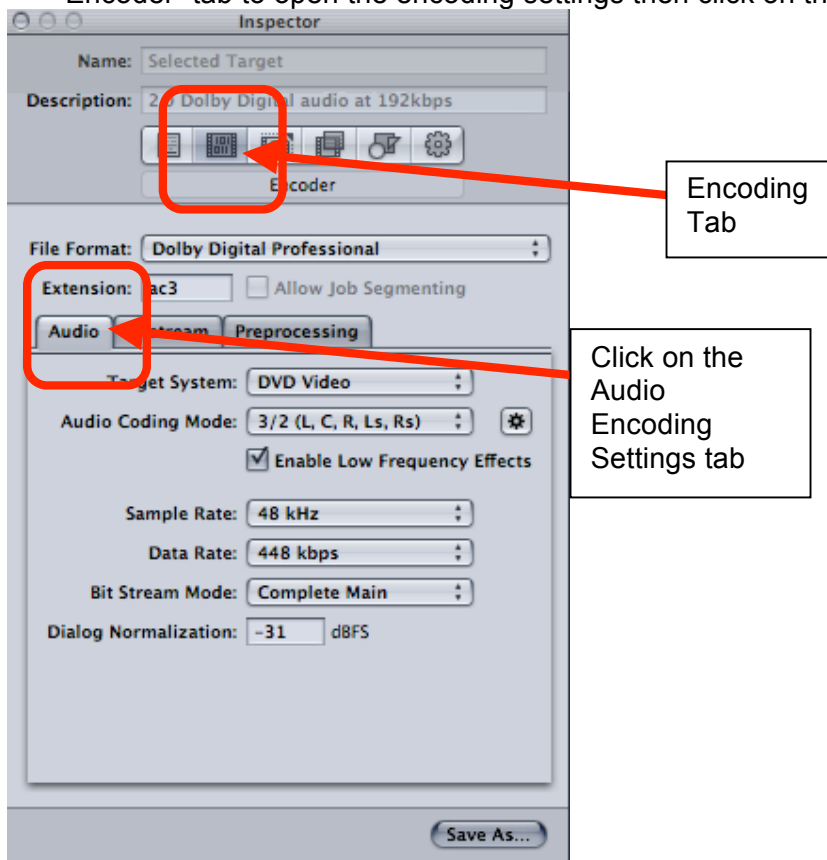 Encoder" tab to open the encoding settings then click on th
Inspector
Name: Selected Target
Description: 2.0 Dolby Digital audio at 192kbps
Encoder
Encoding
Tab
File Format: Dolby Digital Professional
Extension: ac3 Allow Job Segmenting
Audio Preprocessing
Click on the
Audio
Encoding
Settings tab
Target System: DVD Video
Audio Coding Mode: 3/2 (L, C, R, Ls, Rs)
Enable Low Frequency Effects
Sample Rate: 48 kHz
Data Rate: 448 kbps
Bit Stream Mode: Complete Main
Dialog Normalization: -31 dBFS
Save As...